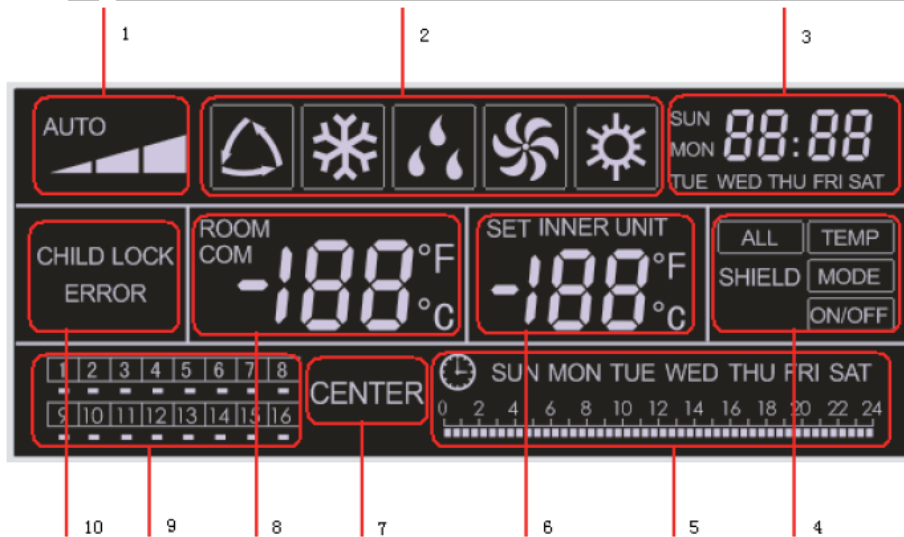 1 2 3
AUTO
SUN 88:88
MON
TUE WED THU FRI SAT
ROOM
COM
-188 °F
°C
SET INNER UNIT
-188 °F
°C
ALL TEMP
SHIELD MODE
ON/OFF
CHILD LOCK
ERROR
1 2 3 4 5 6 7 8
9 10 11 12 13 14 15 16
CENTER
SUN MON TUE WED THU FRI SAT
0 2 4 6 8 10 12 14 16 18 20 22 24
10 9 8 7 6 5 4